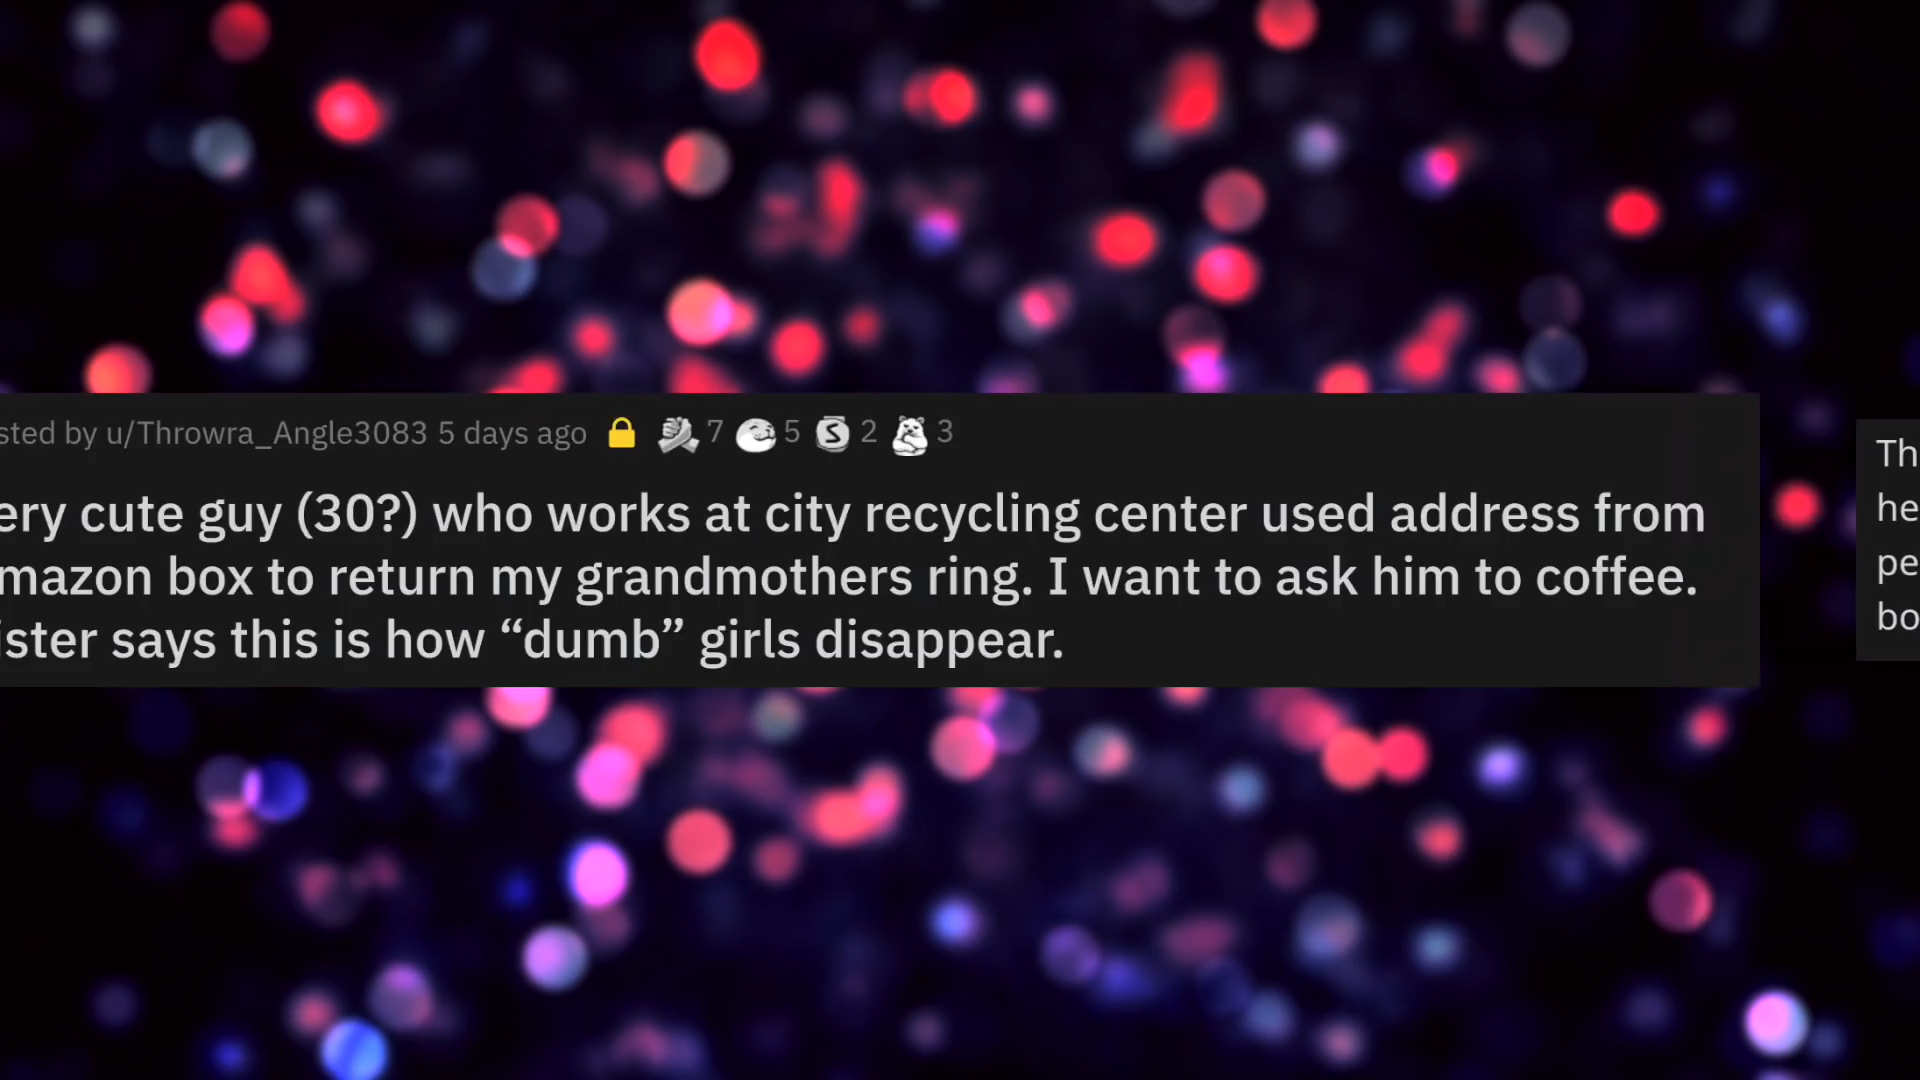 sted by u/Throwra_Angle3083 5 days ago 7 5 2 3
ery cute guy (30?) who works at city recycling center used address from
mazon box to return my grandmothers ring. I want to ask him to coffee.
ister says this is how “dumb” girls disappear.
Th
he
pe
bo